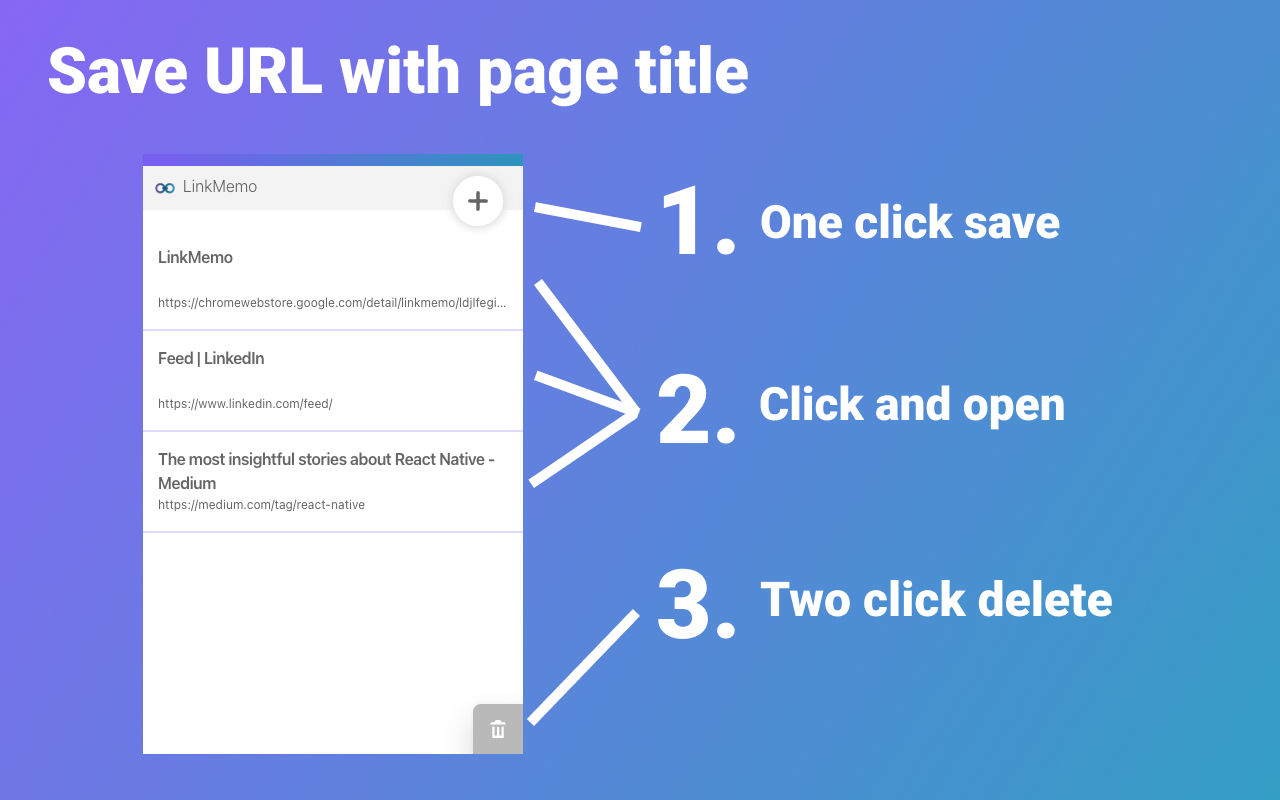 Save URL with page title
LinkMemo
LinkMemo
https://chromewebstore.google.com/detail/linkmemo/ldjlfegi...
Feed | LinkedIn
https://www.linkedin.com/feed/
The most insightful stories about React Native -
Medium
https://medium.com/tag/react-native
1. One click save
2. Click and open
3. Two click delete